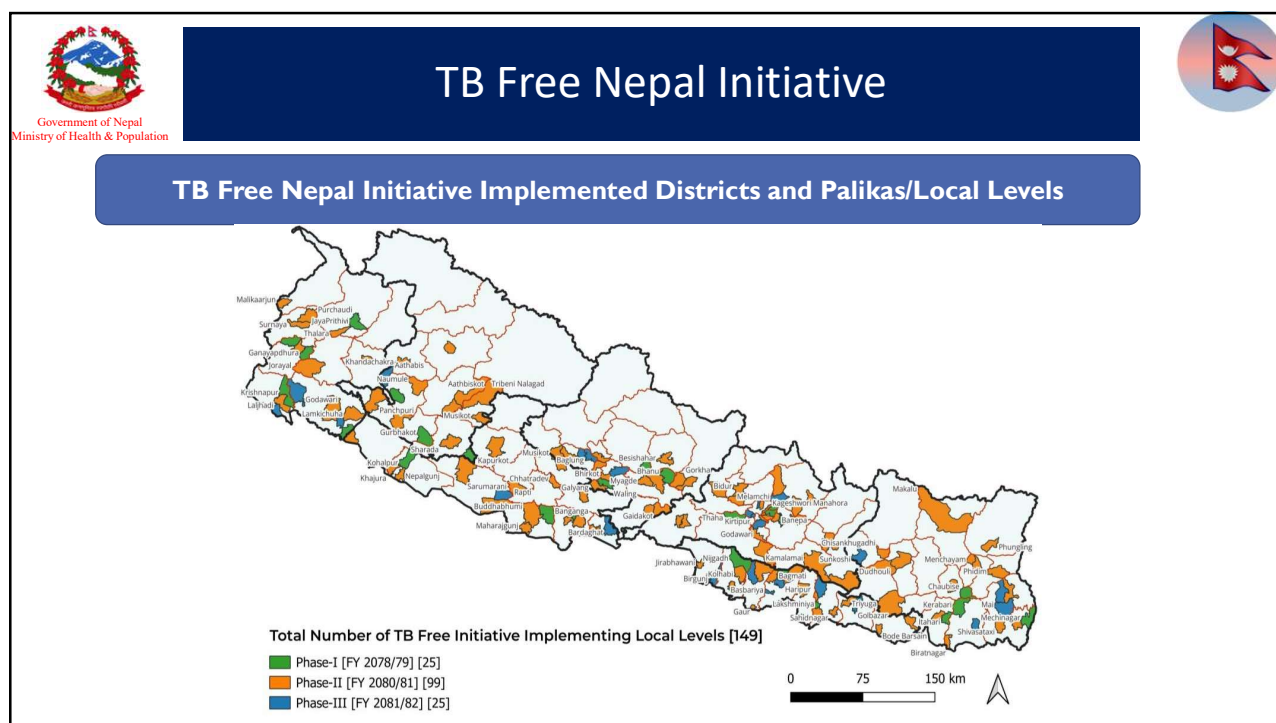 Government of Nepal
Ministry of Health & Population
TB Free Nepal Initiative
TB Free Nepal Initiative Implemented Districts and Palikas/Local Levels
Malikaarjun
Purchaudi
Surnaya
JayaPrithivi
Thalara
Ganayapdhura
Jorayal
Khandachakra
Aathabis
Naumule
Krishnapur
Aathbiskot
Tribeni Nalagad
Laljhadi
Godawari
Lamkichuha
Panchpuri
Musikot
Gurbhakot
Sharada
Kapurkot
Musikot
Baglung
Besishahar
Kohalpur
Khajura
Nepalgunj
Bhirkot
Bhanu
Gorkha
Myagde
Chhatradev
Sarumarani
Rapti
Galyang
Waling
Buddhabhumi
Banganga
Gaidakot
Maharajgunj
Bardaghat
Bidur
Melamchi
Kageshwori Manahora
Makalu
Thaha
Kirtipur
Banepa
Godawari
Chisankhugadhi
Sunkoshi
Phungling
Menchayam
Jirabhawani
Nijgadh
Kamalamai
Dudhouli
Phidim
Kolhabi
Bagmati
Birgunj
Basbariya
Haripur
Chaubise
Kerabari
Mai
Lakshminiya
Triyuga
Gaur
Sahidnagar
Golbazar
Itahari
Mechinagar
Shivasataxi
Bode Barsain
Biratnagar
Total Number of TB Free Initiative Implementing Local Levels [149]
Phase-I [FY 2078/79] [25]
Phase-II [FY 2080/81] [99]
Phase-III [FY 2081/82] [25]
0 75 150 km